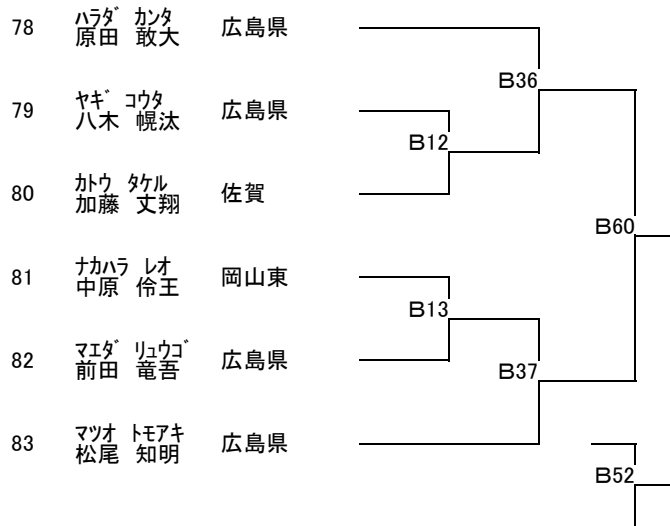 ハラダ カンタ
78 原田 敢大 広島県
B36
ヤギ コウタ
79 八木 幌汰 広島県
B12
カトウ タケル
80 加藤 丈翔 佐賀
B60
ナカハラ レオ
81 中原 伶王 岡山東
B13
マエダ リュウゴ
82 前田 竜吾 広島県
B37
マツオ トモアキ
83 松尾 知明 広島県
B52